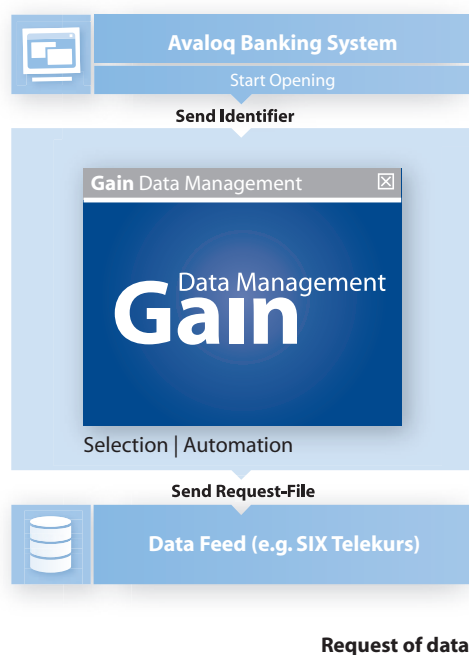 Avaloq Banking System
Start Opening
Send Identifier
Gain Data Management
Data Management
Gain
Selection | Automation
Send Request-File
Data Feed (e.g. SIX Telekurs)
Request of data